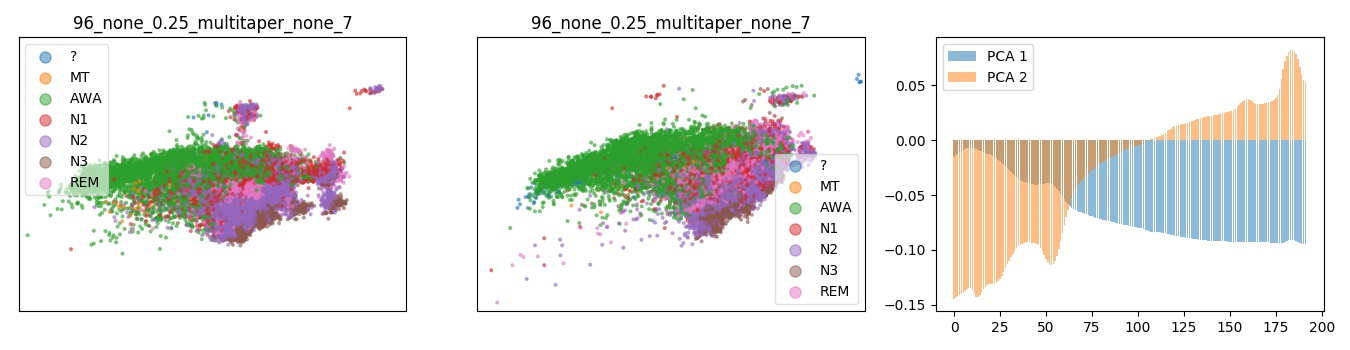 96_none_0.25_multitaper_none_7
?
MT
AWA
N1
N2
N3
REM
96_none_0.25_multitaper_none_7
?
MT
AWA
N1
N2
N3
REM
PCA 1
PCA 2
0.05
0.00
−0.05
−0.10
−0.15
0 25 50 75 100 125 150 175 200